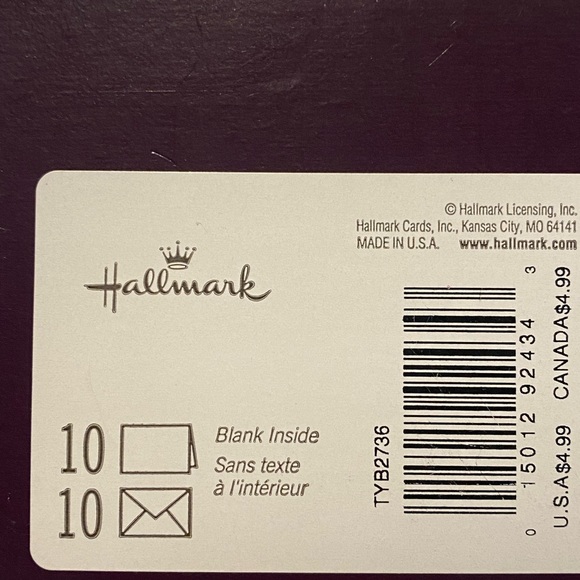 © Hallmark Licensing, Inc.
Hallmark Cards, Inc., Kansas City, MO 64141
MADE IN U.S.A. www.hallmark.com
Hallmark
10
Blank Inside
Sans texte
à l'intérieur
10
TYB2736
0 15012 92434 3
U.S.A.$4.99 CANADA$4.99